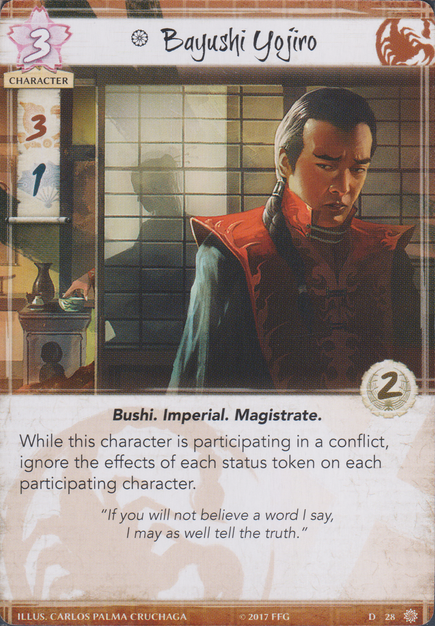 3
Bayushi Yojiro
CHARACTER
3
1
2
Bushi. Imperial. Magistrate.
While this character is participating in a conflict,
ignore the effects of each status token on each
participating character.
“If you will not believe a word I say,
I may as well tell the truth.”
ILLUS. CARLOS PALMA CRUCHAGA © 2017 FFG D 28